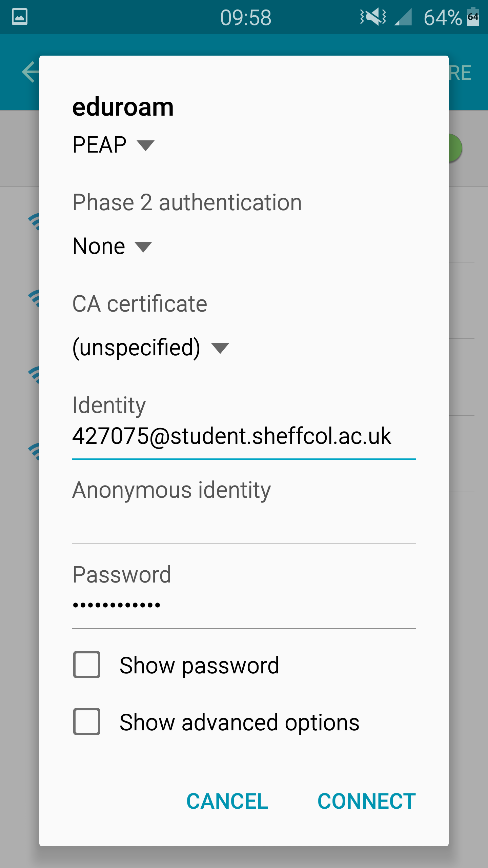 09:58
64%
64
RE
eduroam
PEAP
Phase 2 authentication
None
CA certificate
(unspecified)
Identity
427075@student.sheffcol.ac.uk
Anonymous identity
Password
••••••••••••
Show password
Show advanced options
CANCEL CONNECT